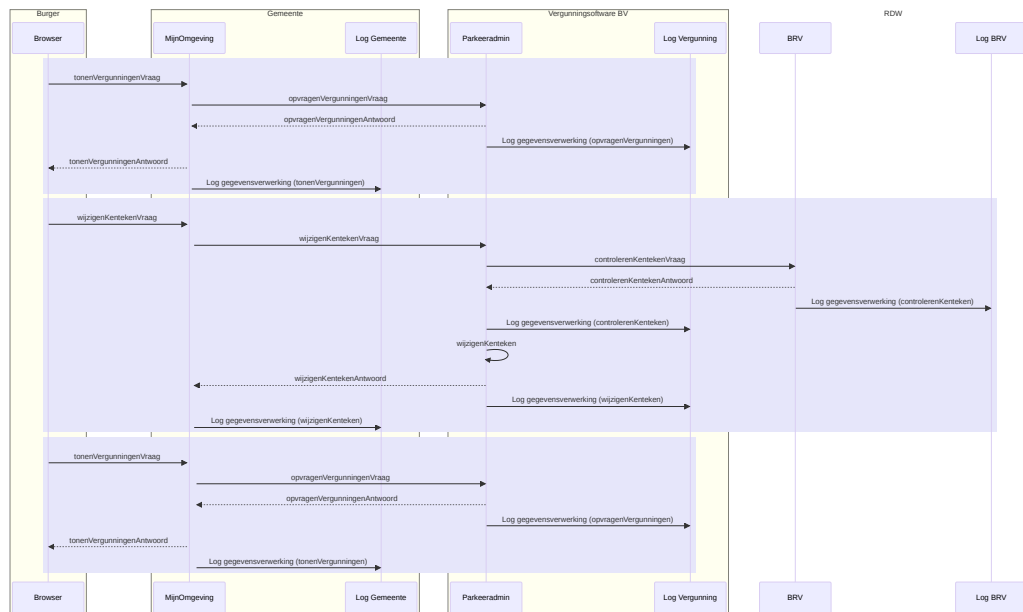 Burger Gemeente Vergunningsoftware BV RDW
Browser MijnOmgeving Log Gemeente Parkeeradmin Log Vergunning BRV Log BRV
tonenVergunningenVraag
opvragenVergunningenVraag
opvragenVergunningenAntwoord
Log gegevensverwerking (opvragenVergunningen)
tonenVergunningenAntwoord
Log gegevensverwerking (tonenVergunningen)
wijzigenKentekenVraag
wijzigenKentekenVraag
controlerenKentekenVraag
controlerenKentekenAntwoord
Log gegevensverwerking (controlerenKenteken)
Log gegevensverwerking (controlerenKenteken)
wijzigenKenteken
wijzigenKentekenAntwoord
Log gegevensverwerking (wijzigenKenteken)
Log gegevensverwerking (wijzigenKenteken)
tonenVergunningenVraag
opvragenVergunningenVraag
opvragenVergunningenAntwoord
Log gegevensverwerking (opvragenVergunningen)
tonenVergunningenAntwoord
Log gegevensverwerking (tonenVergunningen)
Browser MijnOmgeving Log Gemeente Parkeeradmin Log Vergunning BRV Log BRV